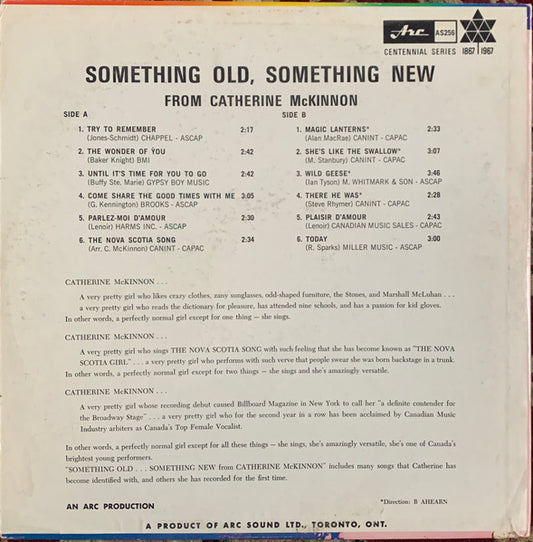 Arc AS256
CENTENNIAL SERIES 1867 1967
SOMETHING OLD, SOMETHING NEW
FROM CATHERINE McKINNON
SIDE A
1. TRY TO REMEMBER 2:17
(Jones-Schmidt) CHAPPEL - ASCAP
2. THE WONDER OF YOU 2:42
(Baker Knight) BMI
3. UNTIL IT'S TIME FOR YOU TO GO 2:42
(Buffy Ste, Marie) GYPSY BOY MUSIC
4. COME SHARE THE GOOD TIMES WITH ME 3:05
(G. Kennington) BROOKS - ASCAP
5. PARLEZ-MOI D'AMOUR 2:30
(Lenoir) HARMS INC. - ASCAP
6. THE NOVA SCOTIA SONG 2:34
(Arr. C. McKinnon) CANINT - CAPAC
SIDE B
1. MAGIC LANTERNS* 2:33
(Alan MacRae) CANINT - CAPAC
2. SHE'S LIKE THE SWALLOW* 3:07
(M. Stanbury) CANINT - CAPAC
3. WILD GEESE* 3:46
(Ian Tyson) M. WHITMARK & SON - ASCAP
4. THERE HE WAS* 2:28
(Steve Rhymer) CANINT - CAPAC
5. PLAISIR D'AMOUR 2:43
(Lenoir) CANADIAN MUSIC SALES - CAPAC
6. TODAY 3:00
(R. Sparks) MILLER MUSIC - ASCAP
CATHERINE McKINNON . . .
A very pretty girl who likes crazy clothes, zany sunglasses, odd-shaped furniture, the Stones, and Marshall McLuhan . . .
a very pretty girl who reads the dictionary for pleasure, has attended nine schools, and has a passion for kid gloves.
In other words, a perfectly normal girl except for one thing — she sings.
CATHERINE McKINNON . . .
A very pretty girl who sings THE NOVA SCOTIA SONG with such feeling that she has become known as "THE NOVA
SCOTIA GIRL" . . . a very pretty girl who performs with such verve that people swear she was born backstage in a trunk.
In other words, a perfectly normal girl except for two things — she sings and she's amazingly versatile.
CATHERINE McKINNON . . .
A very pretty girl whose recording debut caused Billboard Magazine in New York to call her "a definite contender for
the Broadway Stage" . . . a very pretty girl who for the second year in a row has been acclaimed by Canadian Music
Industry arbiters as Canada's Top Female Vocalist.
In other words, a perfectly normal girl except for all these things — she sings, she's amazingly versatile, she's one of Canada's
brightest young performers.
"SOMETHING OLD . . . SOMETHING NEW from CATHERINE McKINNON" includes many songs that Catherine has
become identified with, and others she has recorded for the first time.
*Direction: B AHEARN
AN ARC PRODUCTION
A PRODUCT OF ARC SOUND LTD., TORONTO, ONT.